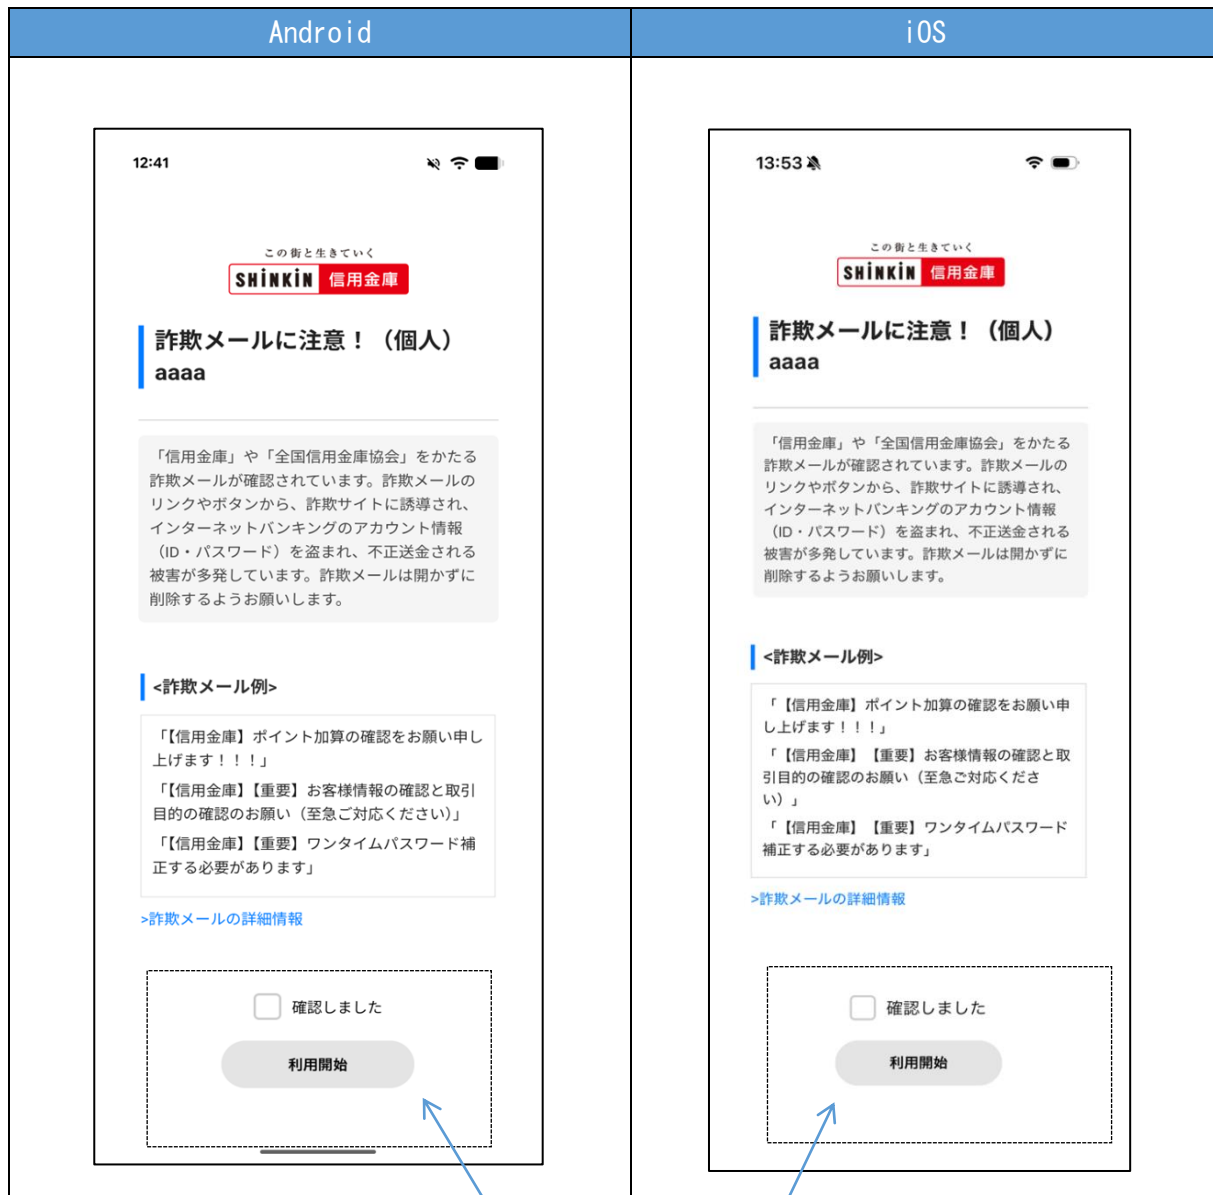 Android
iOS
12:41
この街と生きていく
SHINKIN 信用金庫
詐欺メールに注意！（個人）
aaaa
「信用金庫」や「全国信用金庫協会」をかたる
詐欺メールが確認されています。詐欺メールの
リンクやボタンから、詐欺サイトに誘導され、
インターネットバンキングのアカウント情報
（ID・パスワード）を盗まれ、不正送金される
被害が多発しています。詐欺メールは開かずに
削除するようお願いします。
<詐欺メール例>
「【信用金庫】ポイント加算の確認をお願い申し
上げます！！！」
「【信用金庫】【重要】お客様情報の確認と取引
目的の確認のお願い（至急ご対応ください）」
「【信用金庫】【重要】ワンタイムパスワード補
正する必要があります」
>詐欺メールの詳細情報
確認しました
利用開始
13:53
この街と生きていく
SHINKIN 信用金庫
詐欺メールに注意！（個人）
aaaa
「信用金庫」や「全国信用金庫協会」をかたる
詐欺メールが確認されています。詐欺メールの
リンクやボタンから、詐欺サイトに誘導され、
インターネットバンキングのアカウント情報
（ID・パスワード）を盗まれ、不正送金される
被害が多発しています。詐欺メールは開かずに
削除するようお願いします。
<詐欺メール例>
「【信用金庫】ポイント加算の確認をお願い申
し上げます！！！」
「【信用金庫】【重要】お客様情報の確認と取
引目的の確認のお願い（至急ご対応くださ
い）」
「【信用金庫】【重要】ワンタイムパスワード
補正する必要があります」
>詐欺メールの詳細情報
確認しました
利用開始